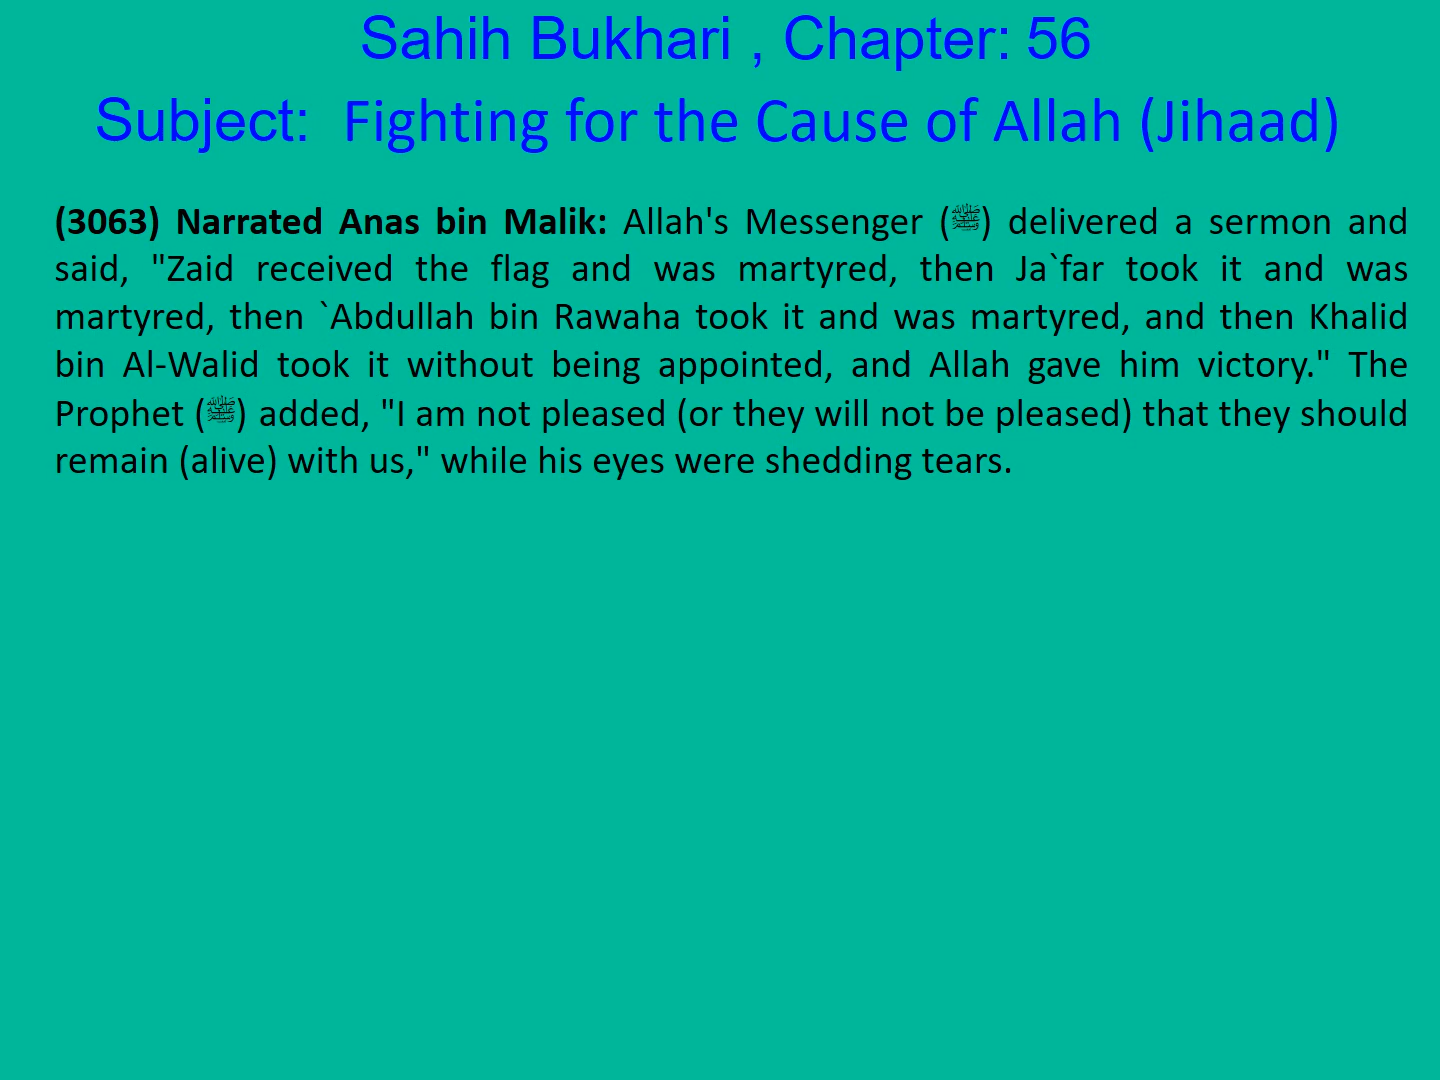 Sahih Bukhari , Chapter: 56
Subject: Fighting for the Cause of Allah (Jihaad)
(3063) Narrated Anas bin Malik: Allah's Messenger (ﷺ) delivered a sermon and
said, "Zaid received the flag and was martyred, then Ja`far took it and was
martyred, then `Abdullah bin Rawaha took it and was martyred, and then Khalid
bin Al-Walid took it without being appointed, and Allah gave him victory." The
Prophet (ﷺ) added, "I am not pleased (or they will not be pleased) that they should
remain (alive) with us," while his eyes were shedding tears.